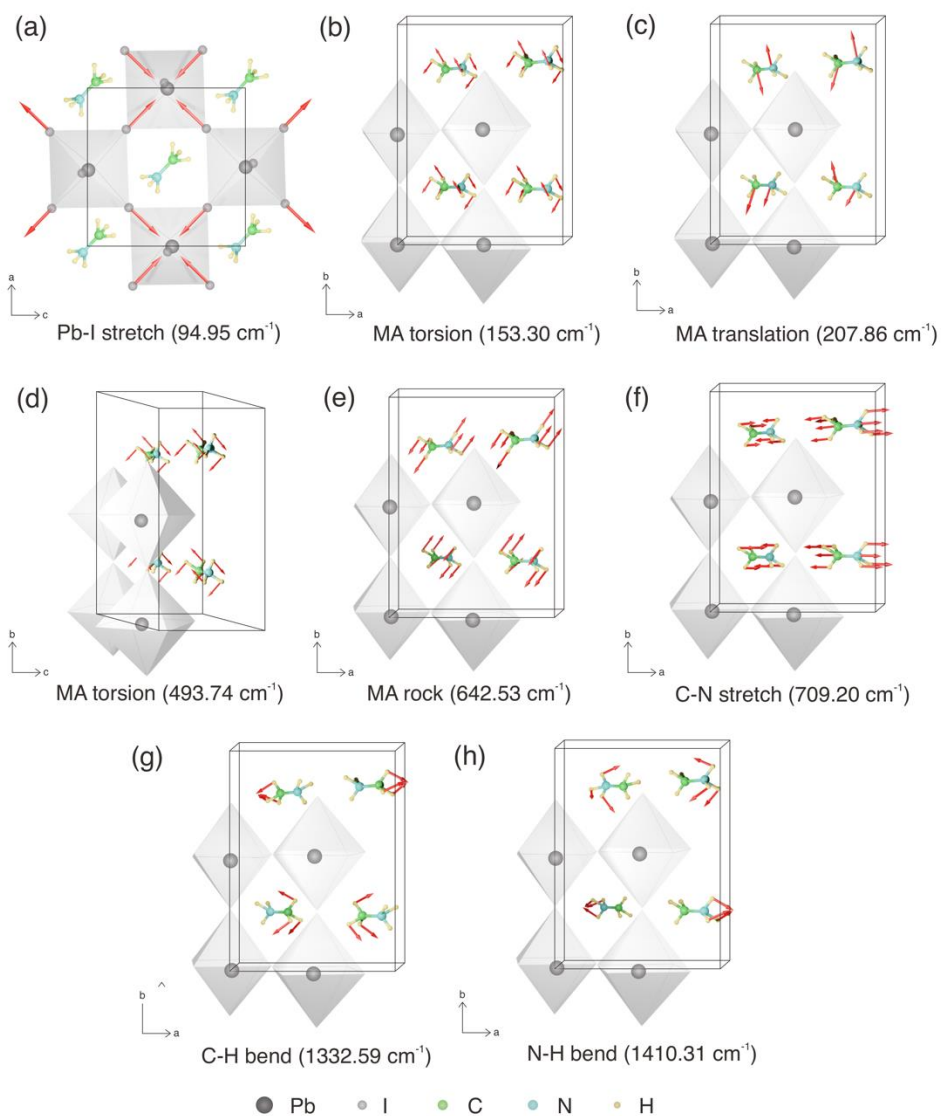 (a)
a
c
Pb-I stretch (94.95 cm⁻¹)
(b)
b
a
MA torsion (153.30 cm⁻¹)
(c)
b
a
MA translation (207.86 cm⁻¹)
(d)
b
c
MA torsion (493.74 cm⁻¹)
(e)
b
a
MA rock (642.53 cm⁻¹)
(f)
b
a
C-N stretch (709.20 cm⁻¹)
(g)
b
a
C-H bend (1332.59 cm⁻¹)
(h)
b
a
N-H bend (1410.31 cm⁻¹)
Pb I C N H